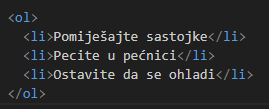 <ol>
  <li>Pomiješajte sastojke</li>
  <li>Pecite u pećnici</li>
  <li>Ostavite da se ohladi</li>
</ol>